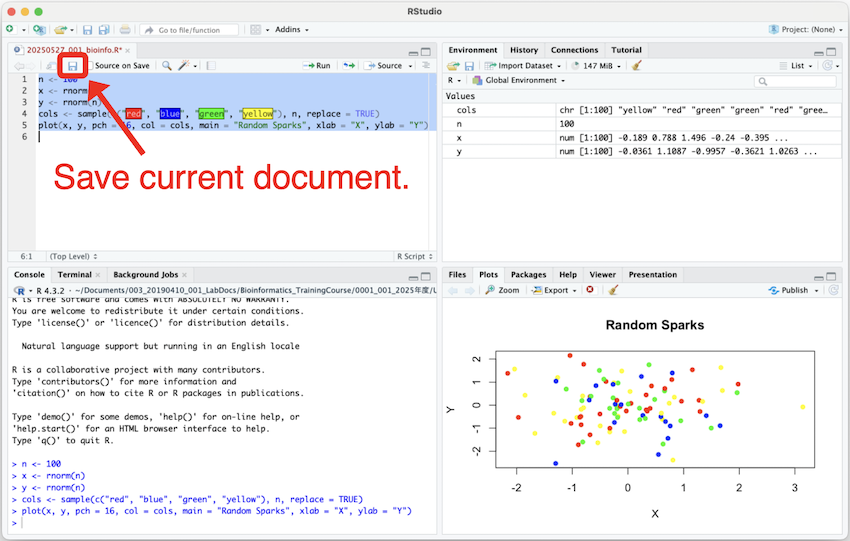 RStudio
Go to file/function
Addins
Project: (None)
20250527_001_bioinfo.R*
Source on Save
Run
Source
1 n <- 100
2 x <- rnorm(n)
3 y <- rnorm(n)
4 cols <- sample(c("red", "blue", "green", "yellow"), n, replace = TRUE)
5 plot(x, y, pch = 16, col = cols, main = "Random Sparks", xlab = "X", ylab = "Y")
6
Save current document.
6:1 (Top Level) R Script
Environment History Connections Tutorial
Import Dataset 147 MiB List
R Global Environment
Values
cols chr [1:100] "yellow" "red" "green" "green" "red" "gree…
n 100
x num [1:100] -0.189 0.788 1.496 -0.24 -0.395 ...
y num [1:100] -0.0361 1.1087 -0.9957 -0.3621 1.0263 ...
Console Terminal Background Jobs
R 4.3.2 · ~/Documents/003_20190410_001_LabDocs/Bioinformatics_TrainingCourse/0001_001_2025年度/
R is free software and comes with ABSOLUTELY NO WARRANTY.
You are welcome to redistribute it under certain conditions.
Type 'license()' or 'licence()' for distribution details.
Natural language support but running in an English locale
R is a collaborative project with many contributors.
Type 'contributors()' for more information and
'citation()' on how to cite R or R packages in publications.
Type 'demo()' for some demos, 'help()' for on-line help, or
'help.start()' for an HTML browser interface to help.
Type 'q()' to quit R.
> n <- 100
> x <- rnorm(n)
> y <- rnorm(n)
> cols <- sample(c("red", "blue", "green", "yellow"), n, replace = TRUE)
> plot(x, y, pch = 16, col = cols, main = "Random Sparks", xlab = "X", ylab = "Y")
>
Files Plots Packages Help Viewer Presentation
Zoom Export Publish
Random Sparks
2
1
0
-1
-2
Y
-2 -1 0 1 2 3
X